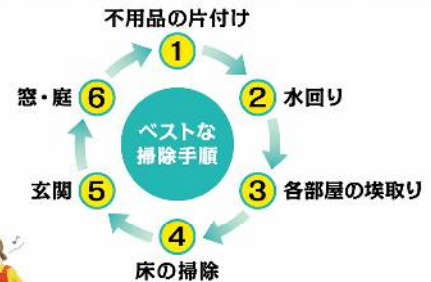 不用品の片付け
1
2 水回り
3 各部屋の埃取り
4
床の掃除
5 玄関
6 窓・庭
ベストな
掃除手順